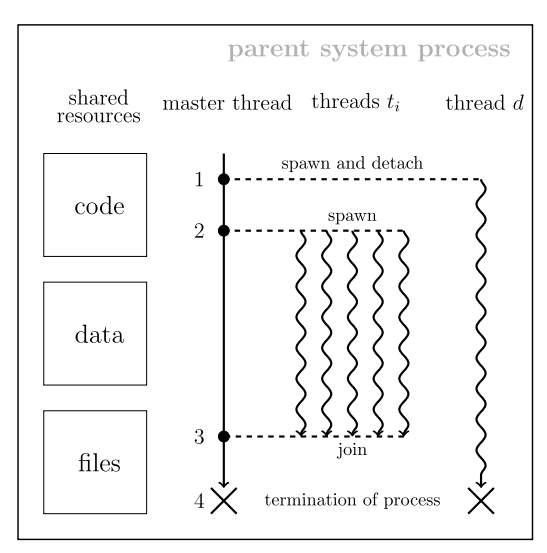 parent system process
shared
resources
master thread
threads tᵢ
thread d
spawn and detach
1
code
spawn
2
data
3
join
files
4
termination of process